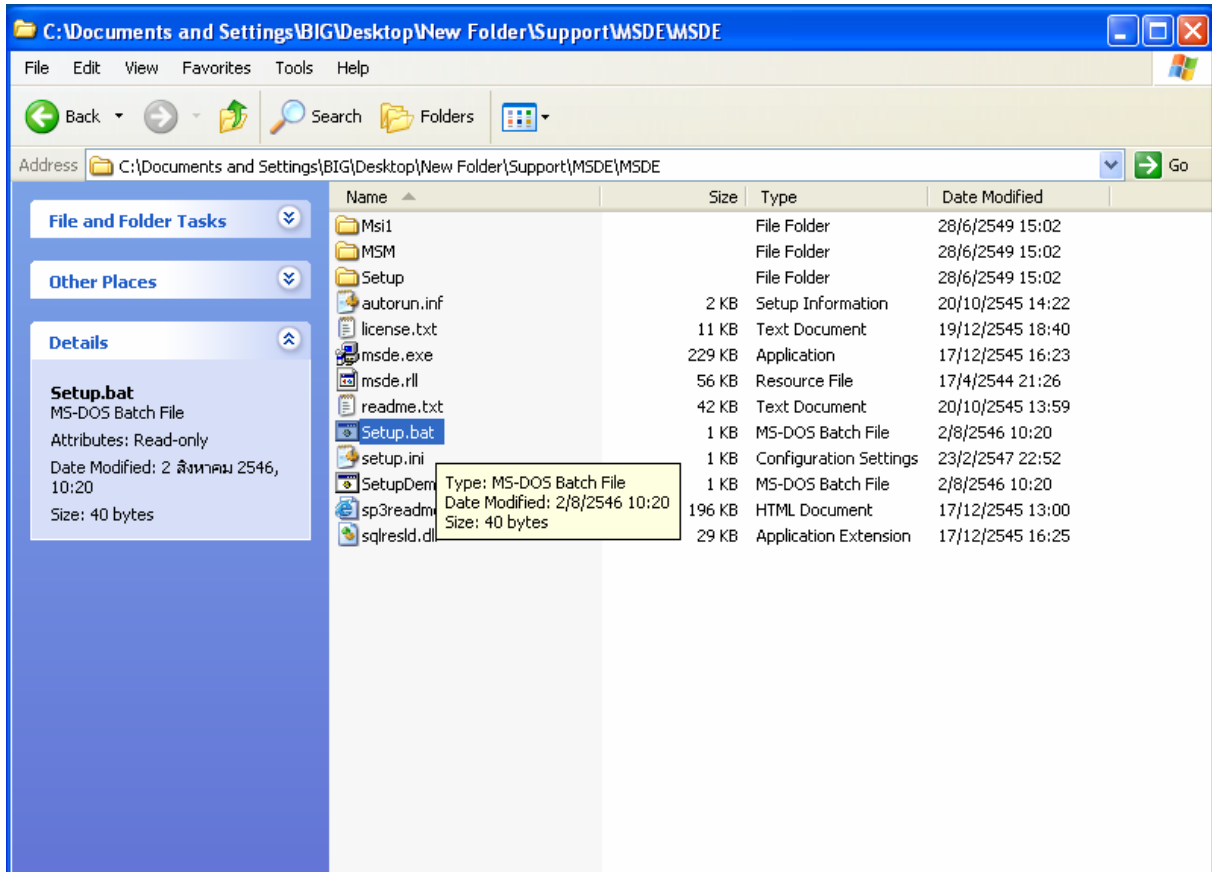 C:\Documents and Settings\BIG\Desktop\New Folder\Support\MSDE\MSDE
File Edit View Favorites Tools Help
Back Search Folders
Address C:\Documents and Settings\BIG\Desktop\New Folder\Support\MSDE\MSDE Go
File and Folder Tasks
Other Places
Details
Setup.bat
MS-DOS Batch File
Attributes: Read-only
Date Modified: 2 สิงหาคม 2546,
10:20
Size: 40 bytes
Name Size Type Date Modified
Msi1 File Folder 28/6/2549 15:02
MSM File Folder 28/6/2549 15:02
Setup File Folder 28/6/2549 15:02
autorun.inf 2 KB Setup Information 20/10/2545 14:22
license.txt 11 KB Text Document 19/12/2545 18:40
msde.exe 229 KB Application 17/12/2545 16:23
msde.rll 56 KB Resource File 17/4/2544 21:26
readme.txt 42 KB Text Document 20/10/2545 13:59
Setup.bat 1 KB MS-DOS Batch File 2/8/2546 10:20
setup.ini 1 KB Configuration Settings 23/2/2547 22:52
SetupDem 1 KB MS-DOS Batch File 2/8/2546 10:20
sp3readm 196 KB HTML Document 17/12/2545 13:00
sqlresld.dll 29 KB Application Extension 17/12/2545 16:25
Type: MS-DOS Batch File
Date Modified: 2/8/2546 10:20
Size: 40 bytes